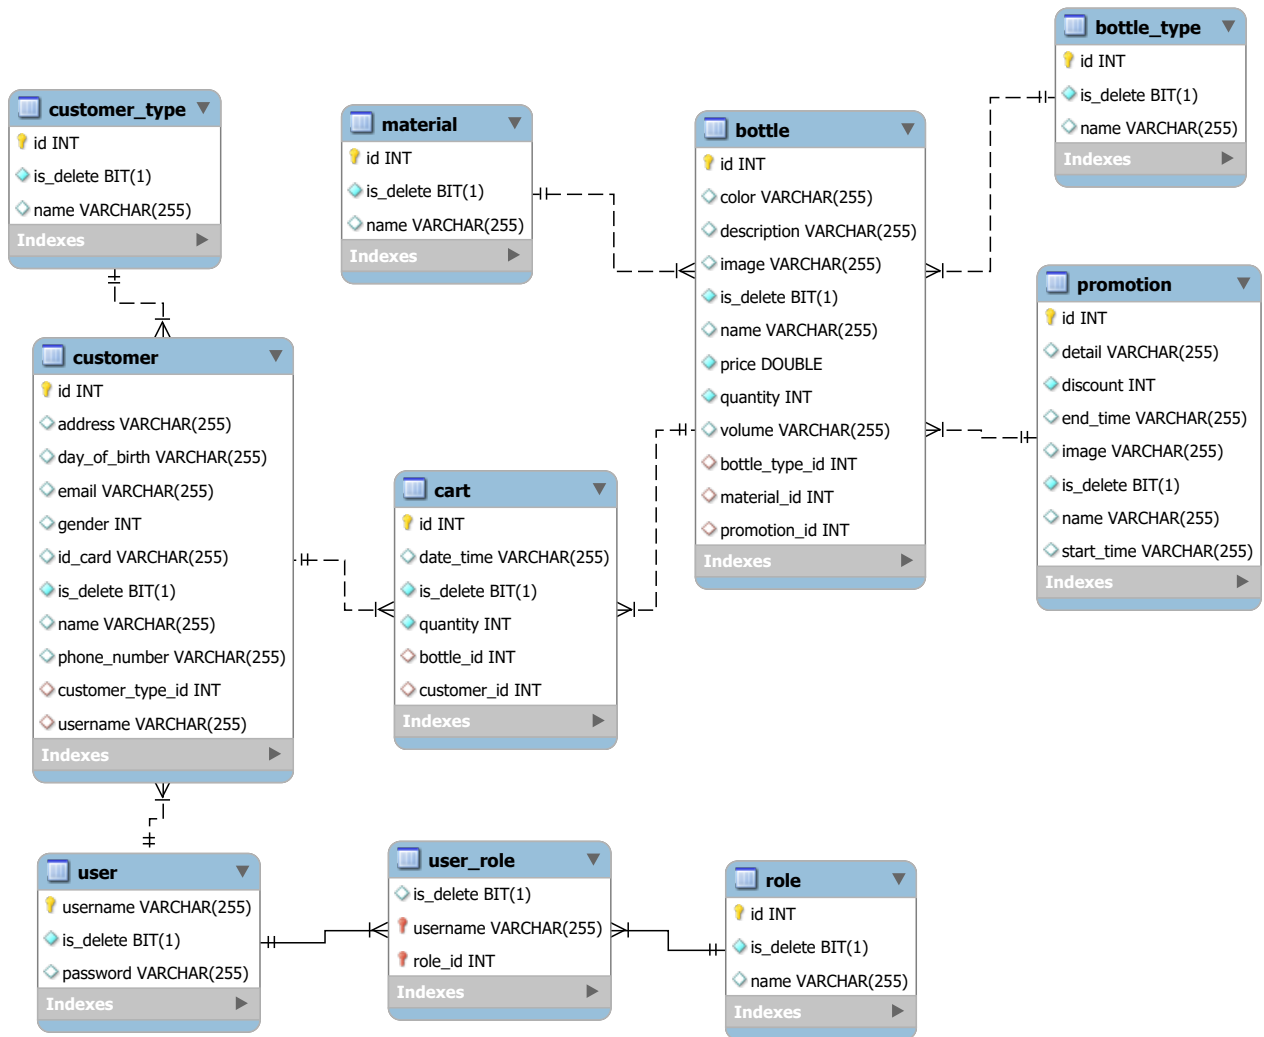 customer_type
id INT
is_delete BIT(1)
name VARCHAR(255)
Indexes
material
id INT
is_delete BIT(1)
name VARCHAR(255)
Indexes
bottle
id INT
color VARCHAR(255)
description VARCHAR(255)
image VARCHAR(255)
is_delete BIT(1)
name VARCHAR(255)
price DOUBLE
quantity INT
volume VARCHAR(255)
bottle_type_id INT
material_id INT
promotion_id INT
Indexes
bottle_type
id INT
is_delete BIT(1)
name VARCHAR(255)
Indexes
promotion
id INT
detail VARCHAR(255)
discount INT
end_time VARCHAR(255)
image VARCHAR(255)
is_delete BIT(1)
name VARCHAR(255)
start_time VARCHAR(255)
Indexes
customer
id INT
address VARCHAR(255)
day_of_birth VARCHAR(255)
email VARCHAR(255)
gender INT
id_card VARCHAR(255)
is_delete BIT(1)
name VARCHAR(255)
phone_number VARCHAR(255)
customer_type_id INT
username VARCHAR(255)
Indexes
cart
id INT
date_time VARCHAR(255)
is_delete BIT(1)
quantity INT
bottle_id INT
customer_id INT
Indexes
user
username VARCHAR(255)
is_delete BIT(1)
password VARCHAR(255)
Indexes
user_role
is_delete BIT(1)
username VARCHAR(255)
role_id INT
Indexes
role
id INT
is_delete BIT(1)
name VARCHAR(255)
Indexes